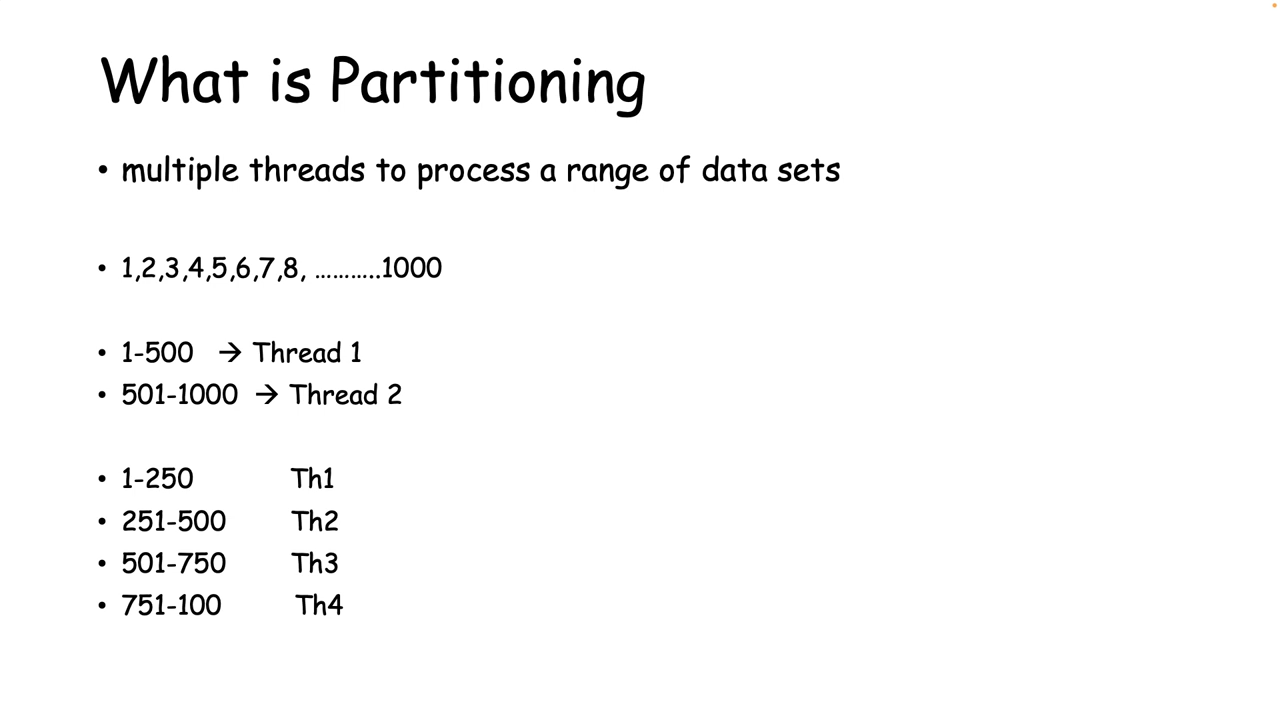 What is Partitioning
• multiple threads to process a range of data sets
• 1,2,3,4,5,6,7,8, ………..1000
• 1-500 → Thread 1
• 501-1000 → Thread 2
• 1-250 Th1
• 251-500 Th2
• 501-750 Th3
• 751-100 Th4